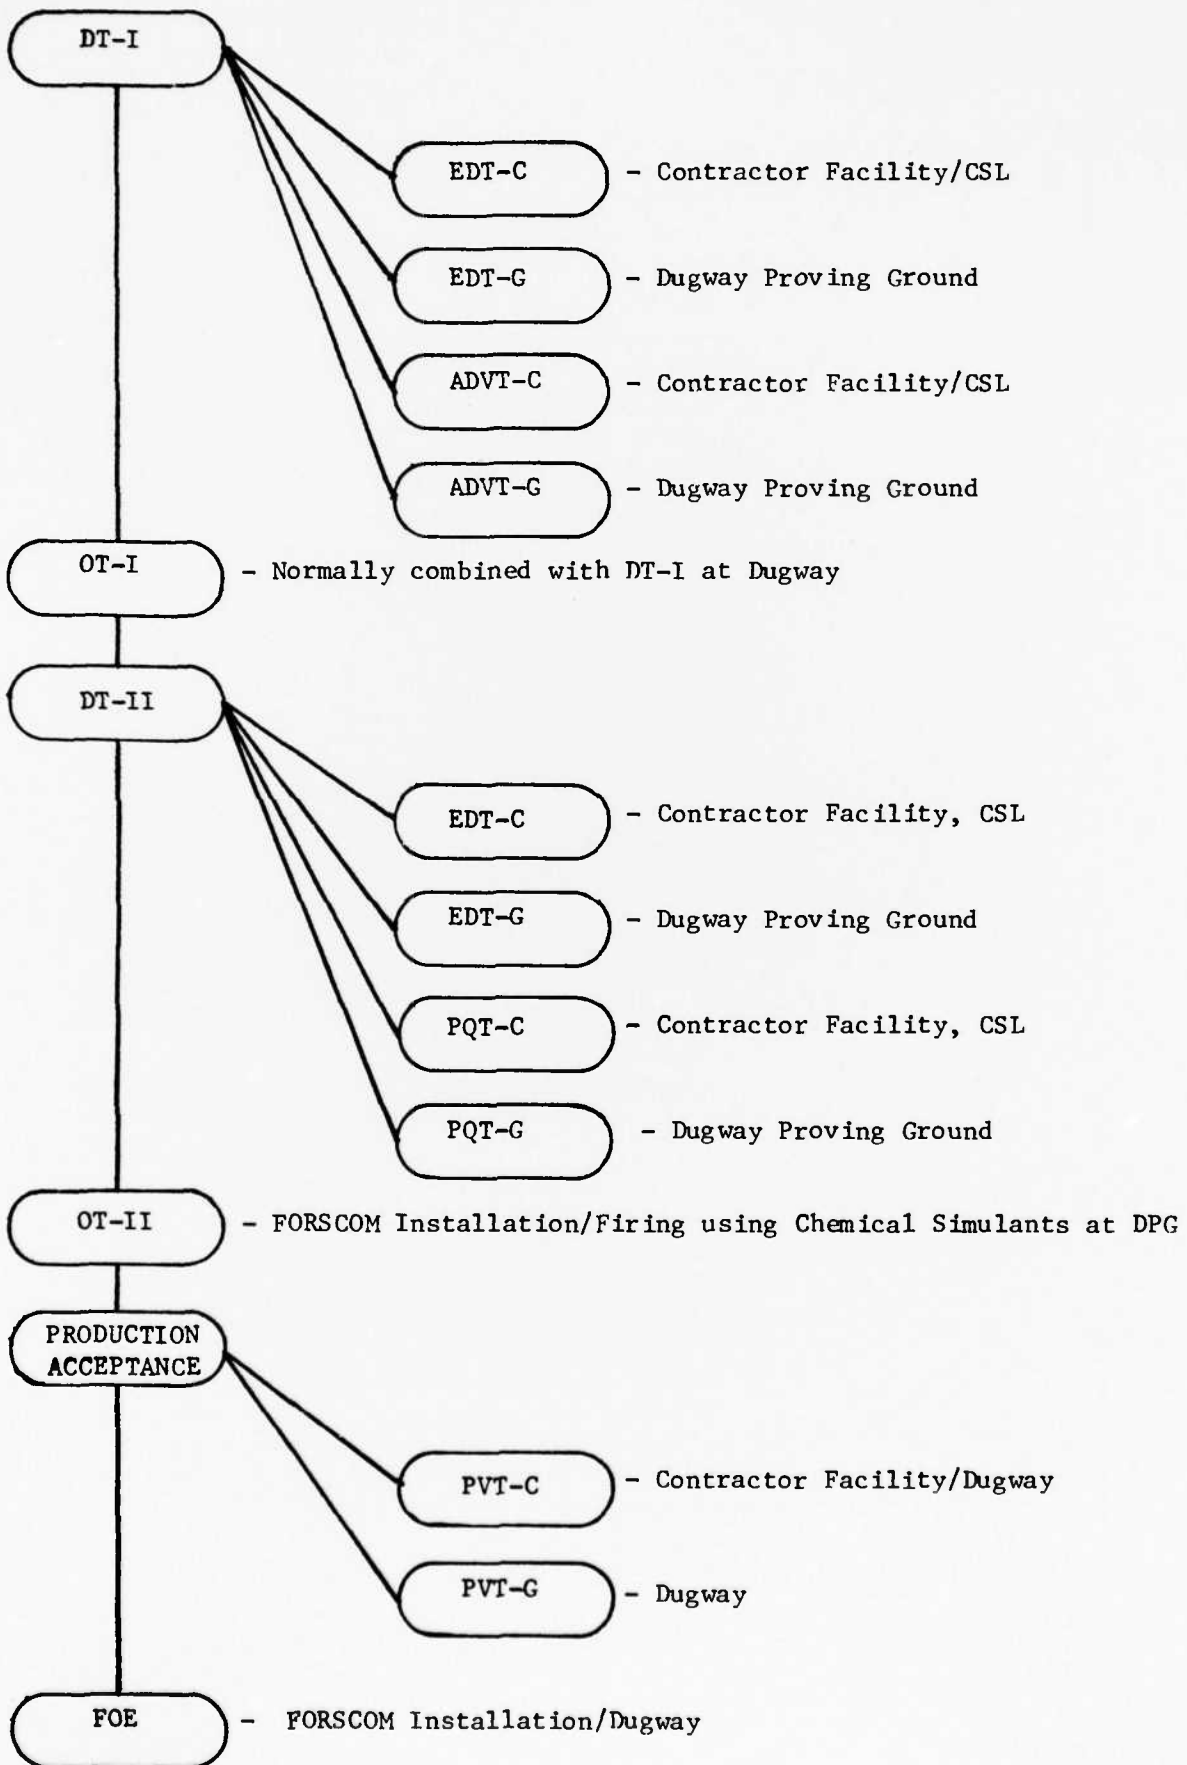 DT-I
EDT-C - Contractor Facility/CSL
EDT-G - Dugway Proving Ground
ADVT-C - Contractor Facility/CSL
ADVT-G - Dugway Proving Ground
OT-I - Normally combined with DT-I at Dugway
DT-II
EDT-C - Contractor Facility, CSL
EDT-G - Dugway Proving Ground
PQT-C - Contractor Facility, CSL
PQT-G - Dugway Proving Ground
OT-II - FORSCOM Installation/Firing using Chemical Simulants at DPG
PRODUCTION
ACCEPTANCE
PVT-C - Contractor Facility/Dugway
PVT-G - Dugway
FOE - FORSCOM Installation/Dugway